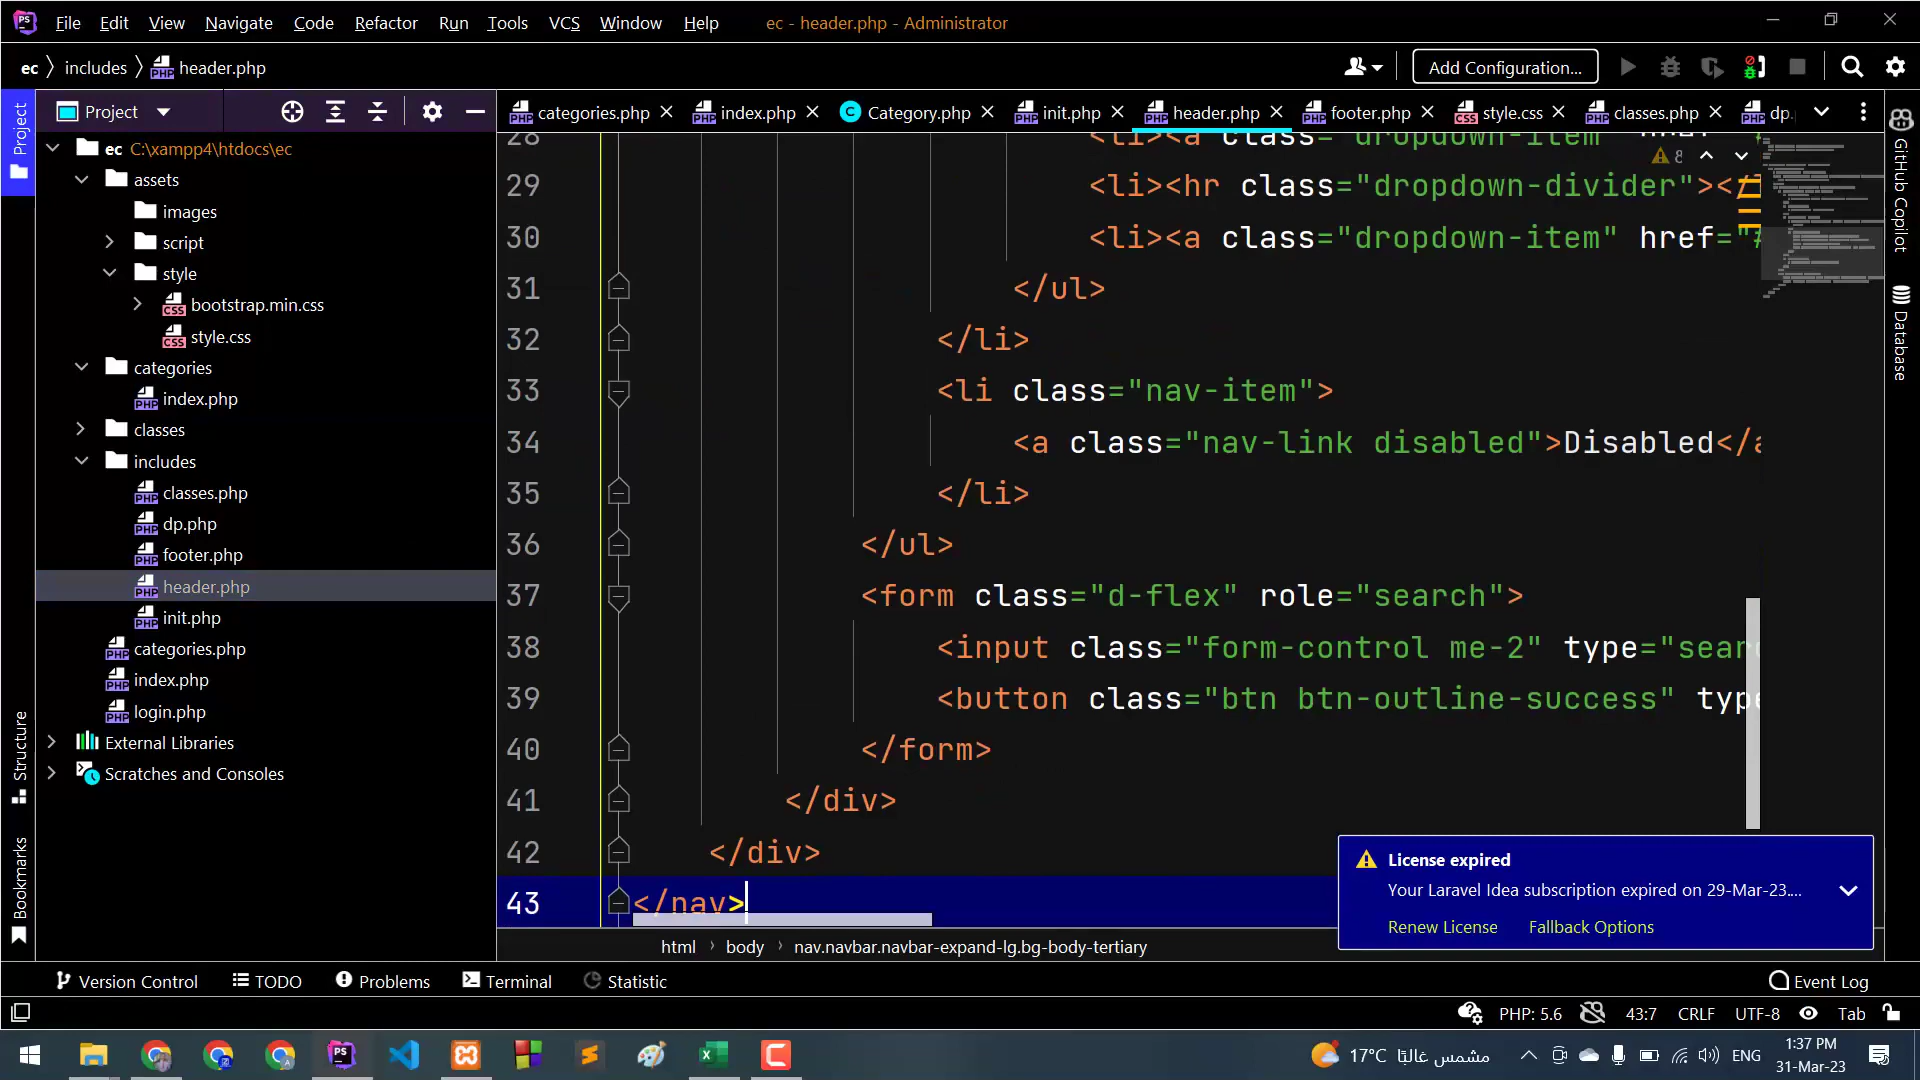 File Edit View Navigate Code Refactor Run Tools VCS Window Help ec - header.php - Administrator
ec includes header.php Add Configuration...
Project
categories.php index.php Category.php init.php header.php footer.php style.css classes.php dp.
Project
ec C:\xampp4\htdocs\ec
assets
images
script
style
bootstrap.min.css
style.css
categories
index.php
classes
includes
classes.php
dp.php
footer.php
header.php
init.php
categories.php
index.php
login.php
External Libraries
Scratches and Consoles
Structure
Bookmarks
28 <li><a class="dropdown-item"
8
29 <li><hr class="dropdown-divider"></
30 <li><a class="dropdown-item" href="#
31 </ul>
32 </li>
33 <li class="nav-item">
34 <a class="nav-link disabled">Disabled</a
35 </li>
36 </ul>
37 <form class="d-flex" role="search">
38 <input class="form-control me-2" type="sear
39 <button class="btn btn-outline-success" type
40 </form>
41 </div>
42 </div>
43 </nav>
GitHub Copilot
Database
License expired
Your Laravel Idea subscription expired on 29-Mar-23....
Renew License Fallback Options
html body nav.navbar.navbar-expand-lg.bg-body-tertiary
Version Control TODO Problems Terminal Statistic Event Log
PHP: 5.6 43:7 CRLF UTF-8 Tab
17°C مشمس غالبًا ENG 1:37 PM
31-Mar-23